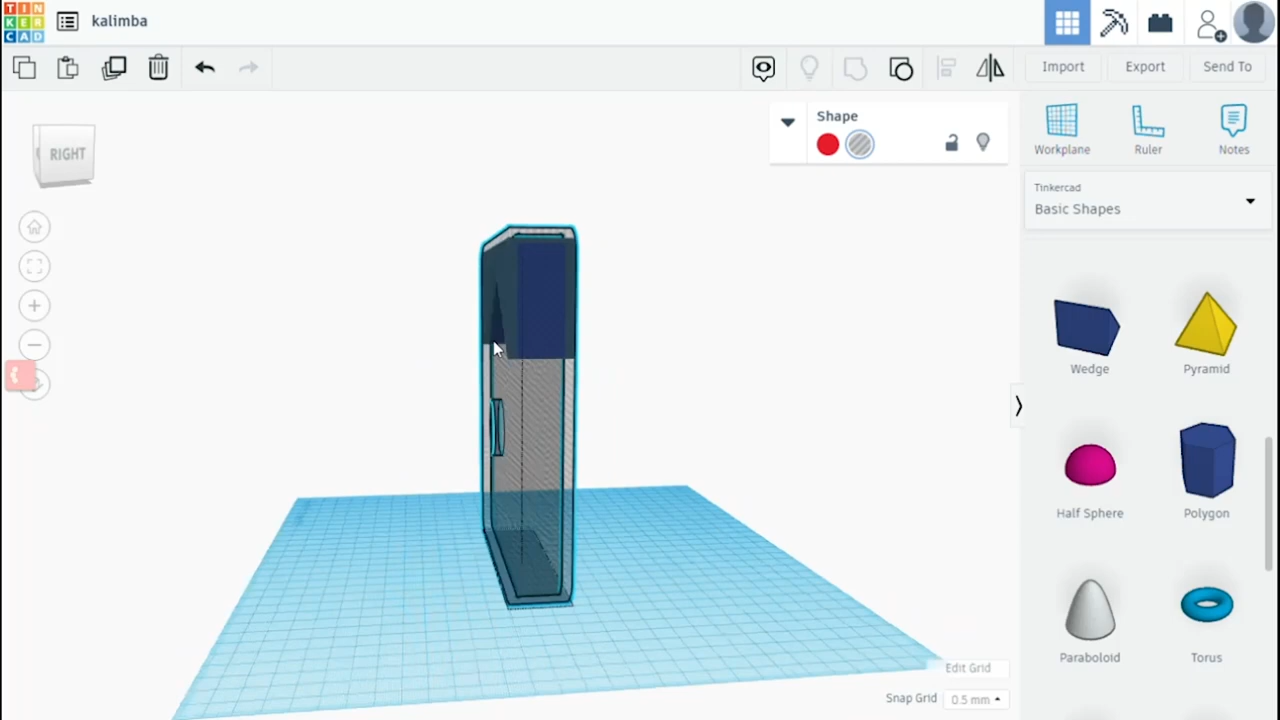 TIN
KER
CAD
kalimba
Import
Export
Send To
RIGHT
Shape
Workplane
Ruler
Notes
Tinkercad
Basic Shapes
Wedge
Pyramid
Half Sphere
Polygon
Paraboloid
Torus
Edit Grid
Snap Grid
0.5 mm